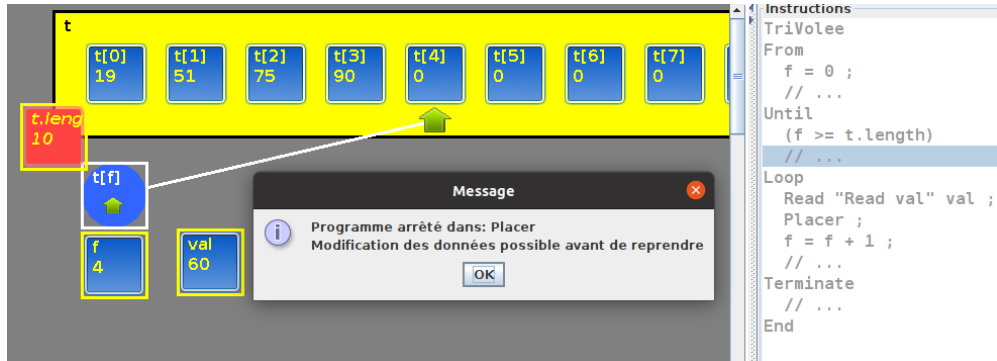 t
t[0] t[1] t[2] t[3] t[4] t[5] t[6] t[7]
19 51 75 90 0 0 0 0
t.leng
10
t[f]
f
4
val
60
Message
Programme arrêté dans: Placer
Modification des données possible avant de reprendre
OK
Instructions
TriVolee
From
f = 0 ;
// ...
Until
(f >= t.length)
// ...
Loop
Read "Read val" val ;
Placer ;
f = f + 1 ;
// ...
Terminate
// ...
End